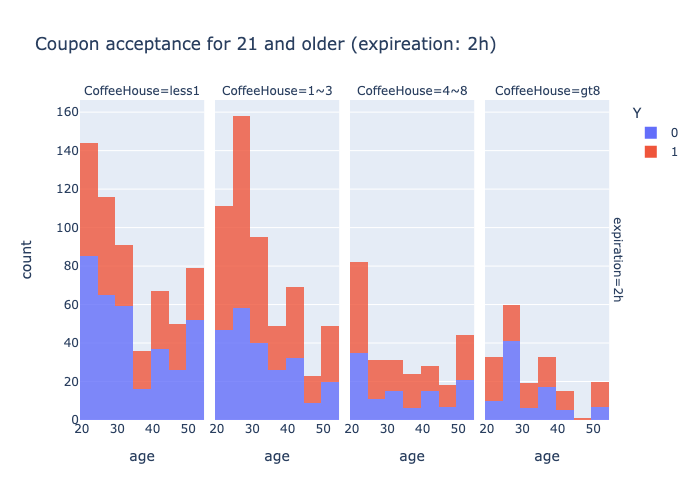 Coupon acceptance for 21 and older (expireation: 2h)
CoffeeHouse=less1 CoffeeHouse=1~3 CoffeeHouse=4~8 CoffeeHouse=gt8
Y
0
1
160
140
120
100
80
60
40
20
0
count
expiration=2h
20 30 40 50 20 30 40 50 20 30 40 50 20 30 40 50
age age age age